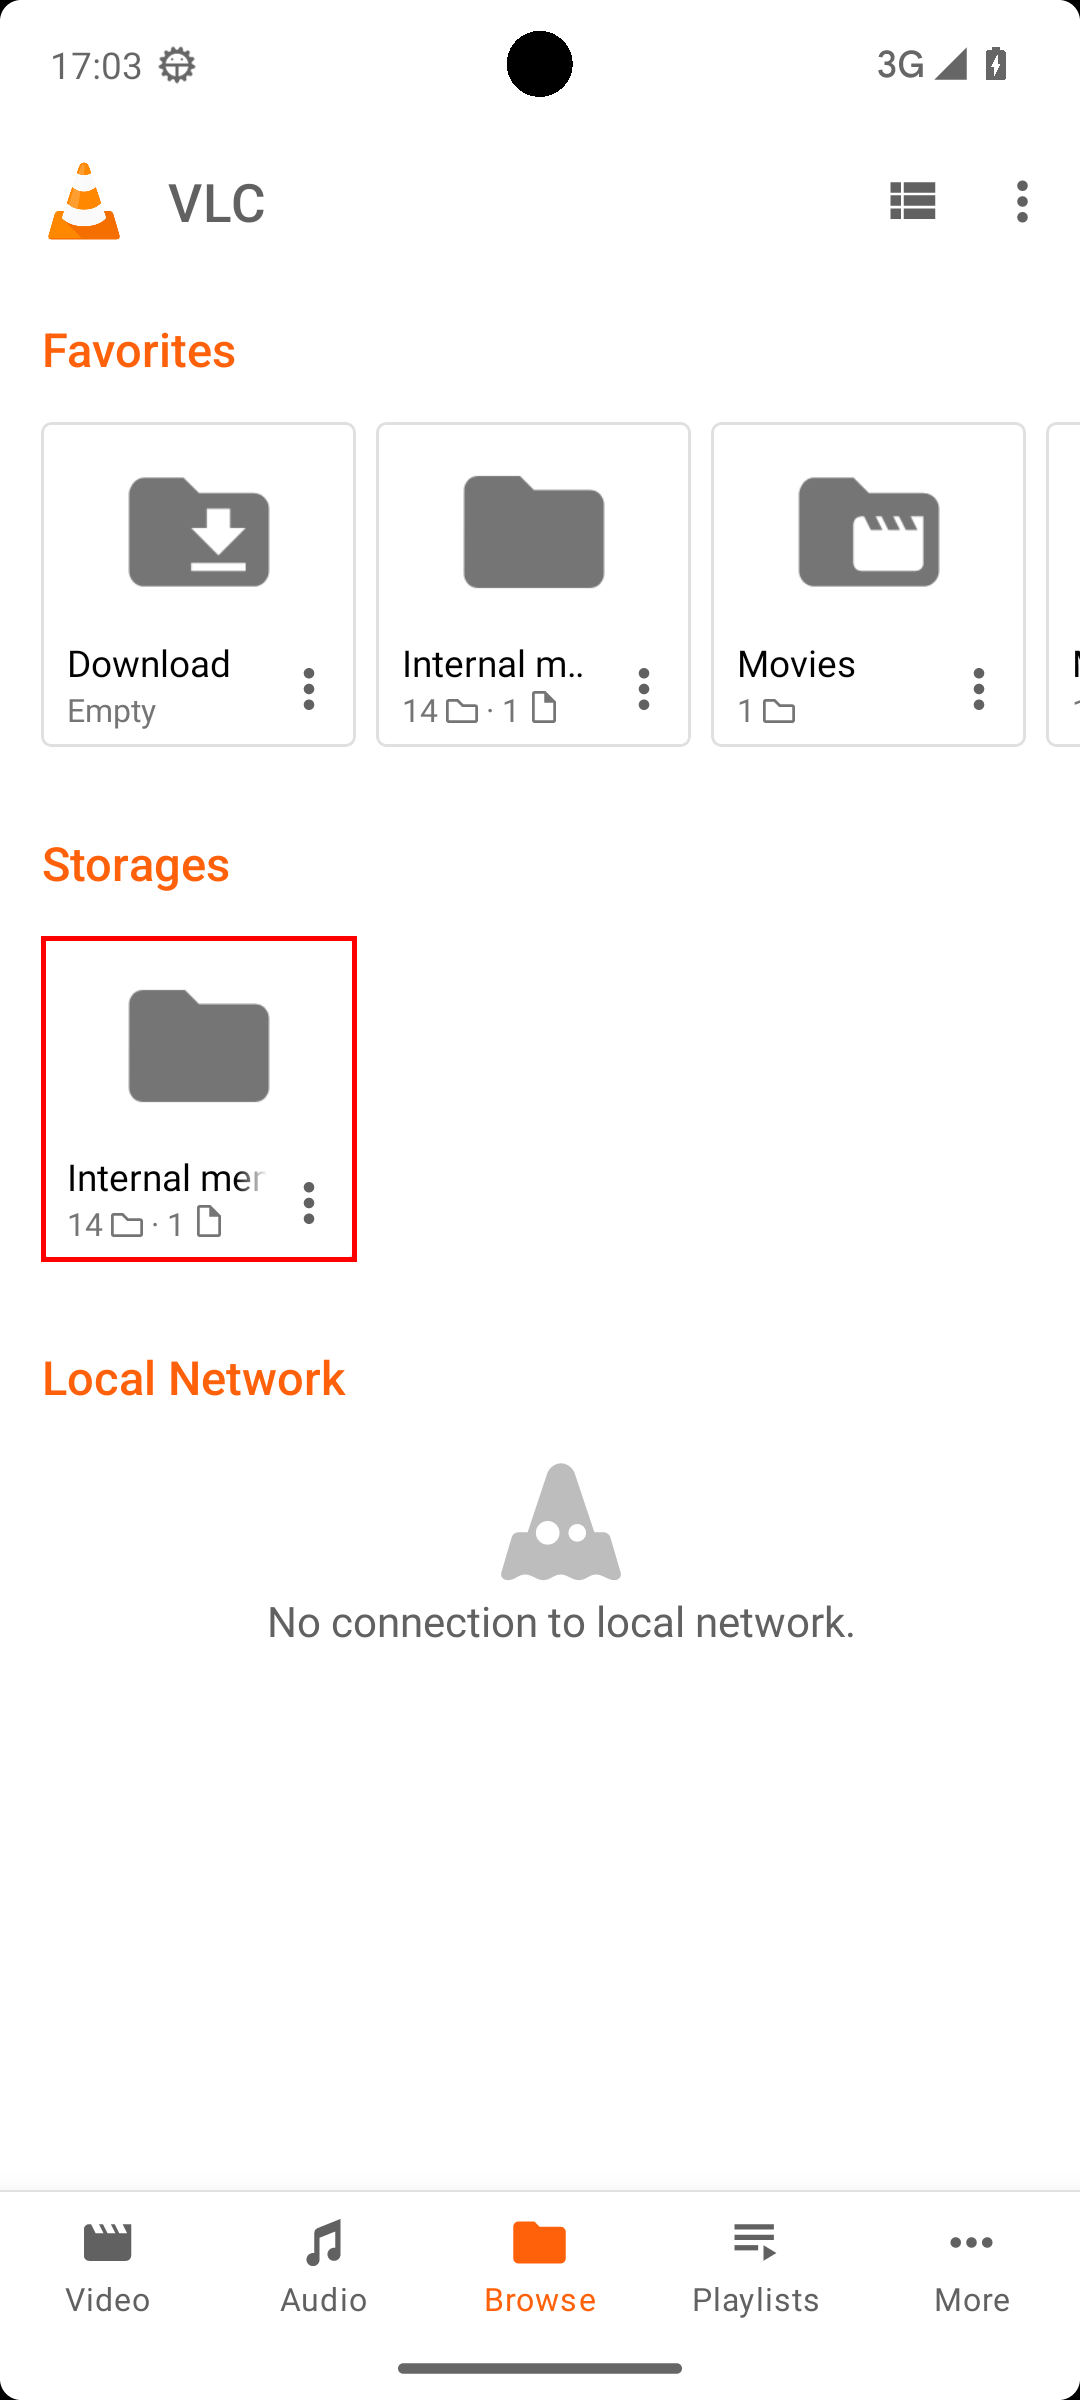 17:03
3G
VLC
Favorites
Download
Empty
Internal m..
14 · 1
Movies
1
Storages
Internal mer
14 · 1
Local Network
No connection to local network.
Video
Audio
Browse
Playlists
More